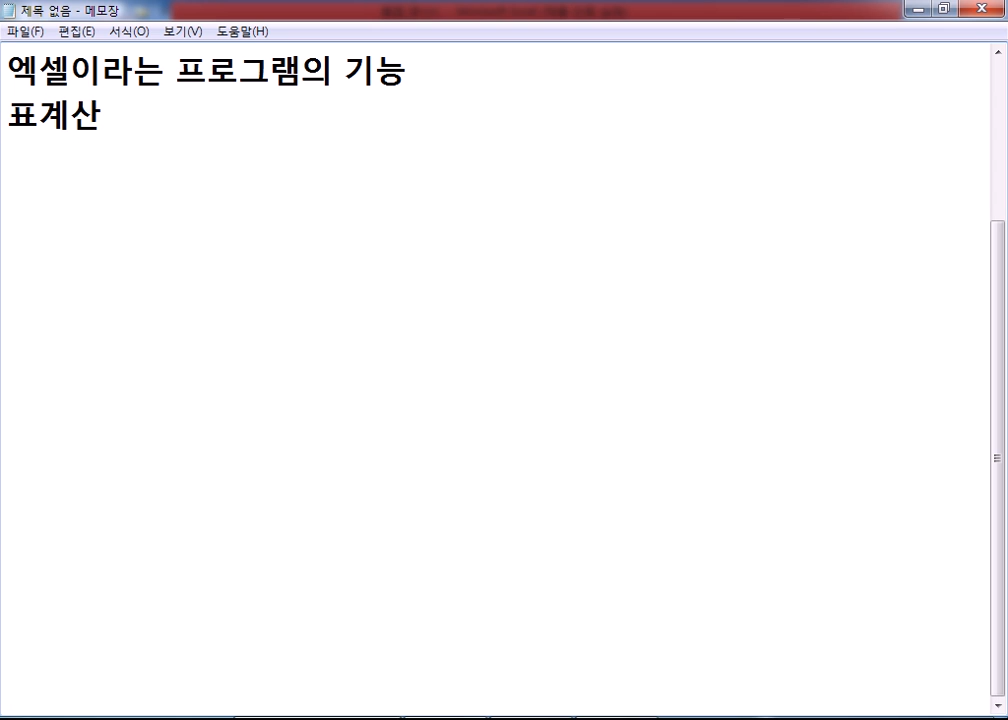 제목 없음 - 메모장
파일(F) 편집(E) 서식(O) 보기(V) 도움말(H)
엑셀이라는 프로그램의 기능
표계산